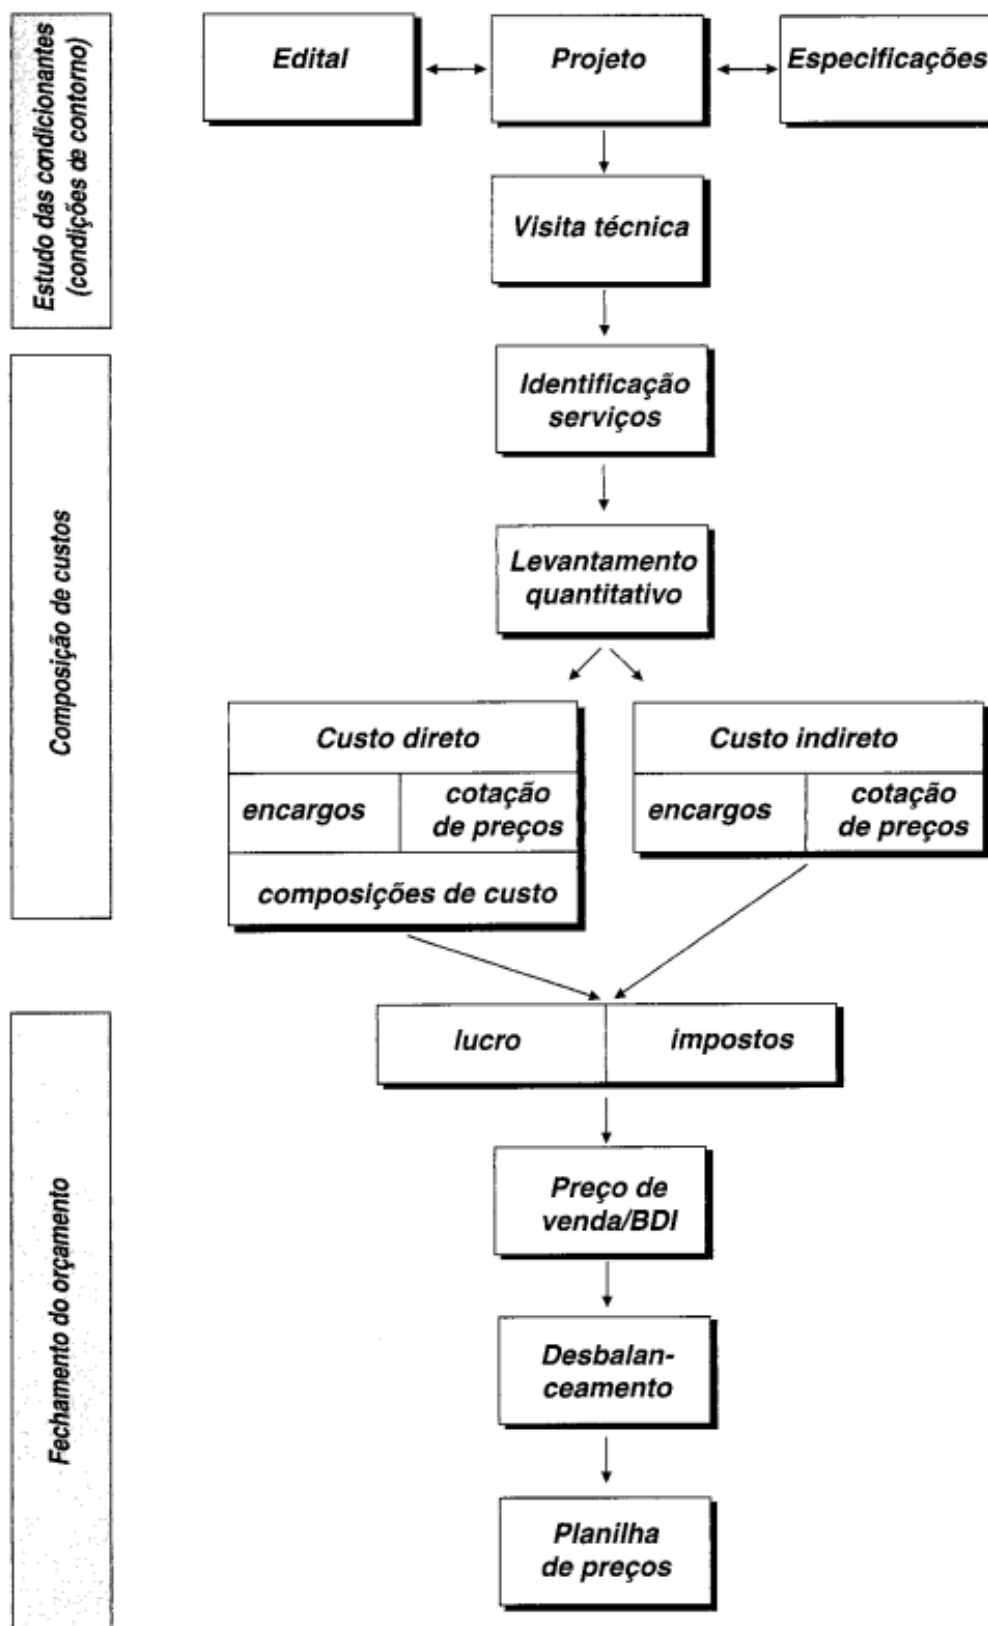 Estudo das condicionantes
(condições de contorno)
Edital
Projeto
Especificações
Visita técnica
Composição de custos
Identificação
serviços
Levantamento
quantitativo
Custo direto
encargos
cotação
de preços
composições de custo
Custo indireto
encargos
cotação
de preços
Fechamento do orçamento
lucro
impostos
Preço de
venda/BDI
Desbalan-
ceamento
Planilha
de preços